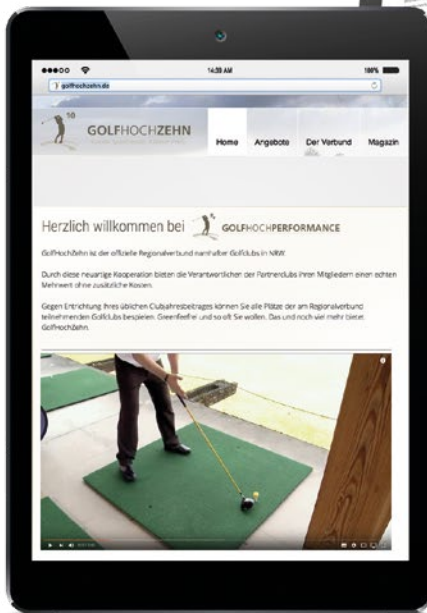 14:39 AM 100%
golfhochzehn.de
10
GOLFHOCHZEHN
Home Angebote Der Verbund Magazin
Herzlich willkommen bei GOLFHOCHPERFORMANCE
GolfHochZehn ist der offizielle Regionalverbund namhafter Golfclubs in NRW.
Durch diese neuartige Kooperation bieten die Verantwortlichen der Partnerclubs ihren Mitgliedern einen echten
Mehrwert ohne zusätzliche Kosten.
Gegen Entrichtung Ihres üblichen Clubjahresbeitrages können Sie alle Plätze der am Regionalverbund
teilnehmenden Golfclubs bespielen. Greenfeefrei und so oft Sie wollen. Das und noch viel mehr bietet
GolfHochZehn.